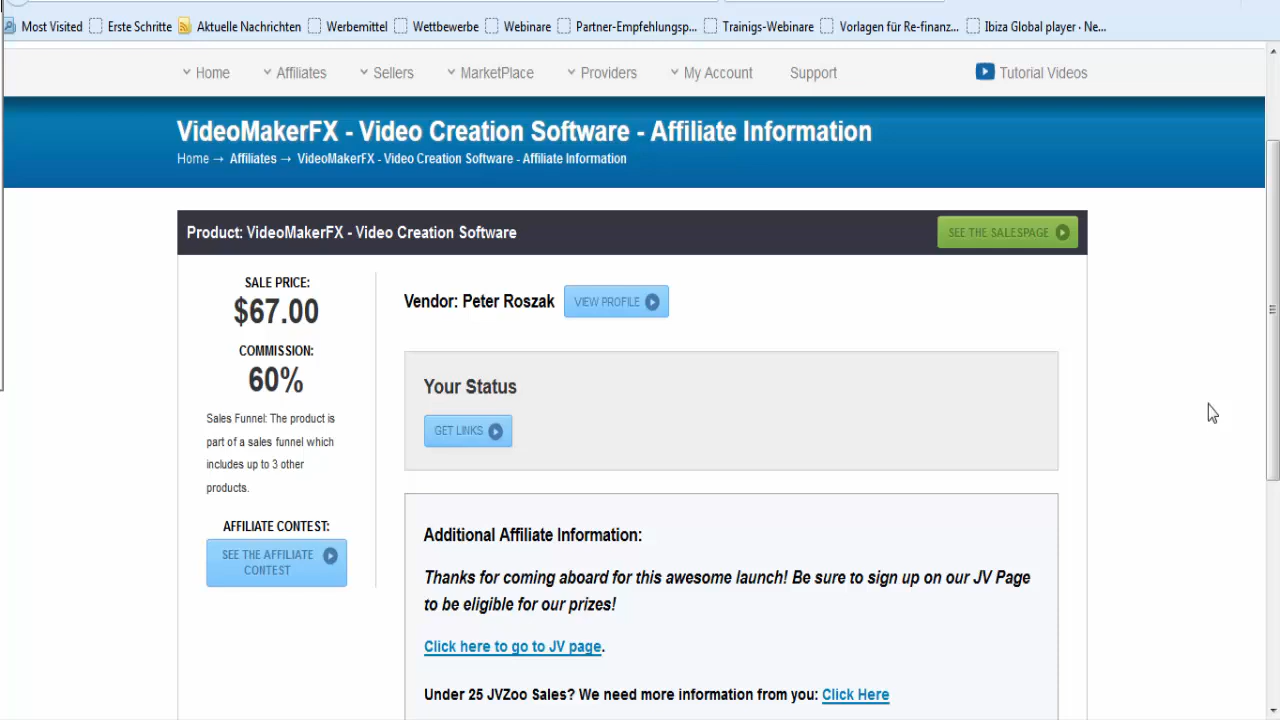 Most Visited Erste Schritte Aktuelle Nachrichten Werbemittel Wettbewerbe Webinare Partner-Empfehlungsp... Trainigs-Webinare Vorlagen für Re-finanz... Ibiza Global player · Ne...
Home Affiliates Sellers MarketPlace Providers My Account Support Tutorial Videos
VideoMakerFX - Video Creation Software - Affiliate Information
Home → Affiliates → VideoMakerFX - Video Creation Software - Affiliate Information
Product: VideoMakerFX - Video Creation Software SEE THE SALESPAGE
SALE PRICE:
$67.00
COMMISSION:
60%
Sales Funnel: The product is
part of a sales funnel which
includes up to 3 other
products.
AFFILIATE CONTEST:
SEE THE AFFILIATE
CONTEST
Vendor: Peter Roszak VIEW PROFILE
Your Status
GET LINKS
Additional Affiliate Information:
Thanks for coming aboard for this awesome launch! Be sure to sign up on our JV Page
to be eligible for our prizes!
Click here to go to JV page.
Under 25 JVZoo Sales? We need more information from you: Click Here